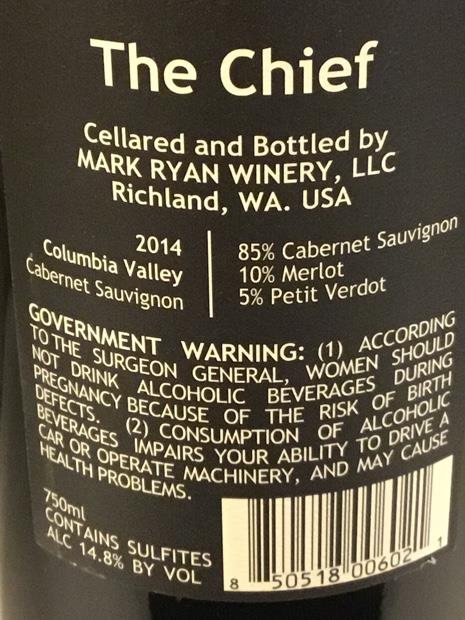 The Chief
Cellared and Bottled by
MARK RYAN WINERY, LLC
Richland, WA. USA
2014
Columbia Valley
Cabernet Sauvignon
85% Cabernet Sauvignon
10% Merlot
5% Petit Verdot
GOVERNMENT WARNING: (1) ACCORDING
TO THE SURGEON GENERAL, WOMEN SHOULD
NOT DRINK ALCOHOLIC BEVERAGES DURING
PREGNANCY BECAUSE OF THE RISK OF BIRTH
DEFECTS. (2) CONSUMPTION OF ALCOHOLIC
BEVERAGES IMPAIRS YOUR ABILITY TO DRIVE A
CAR OR OPERATE MACHINERY, AND MAY CAUSE
HEALTH PROBLEMS.
750ml
CONTAINS SULFITES
ALC 14.8% BY VOL
8 50518 00602 1